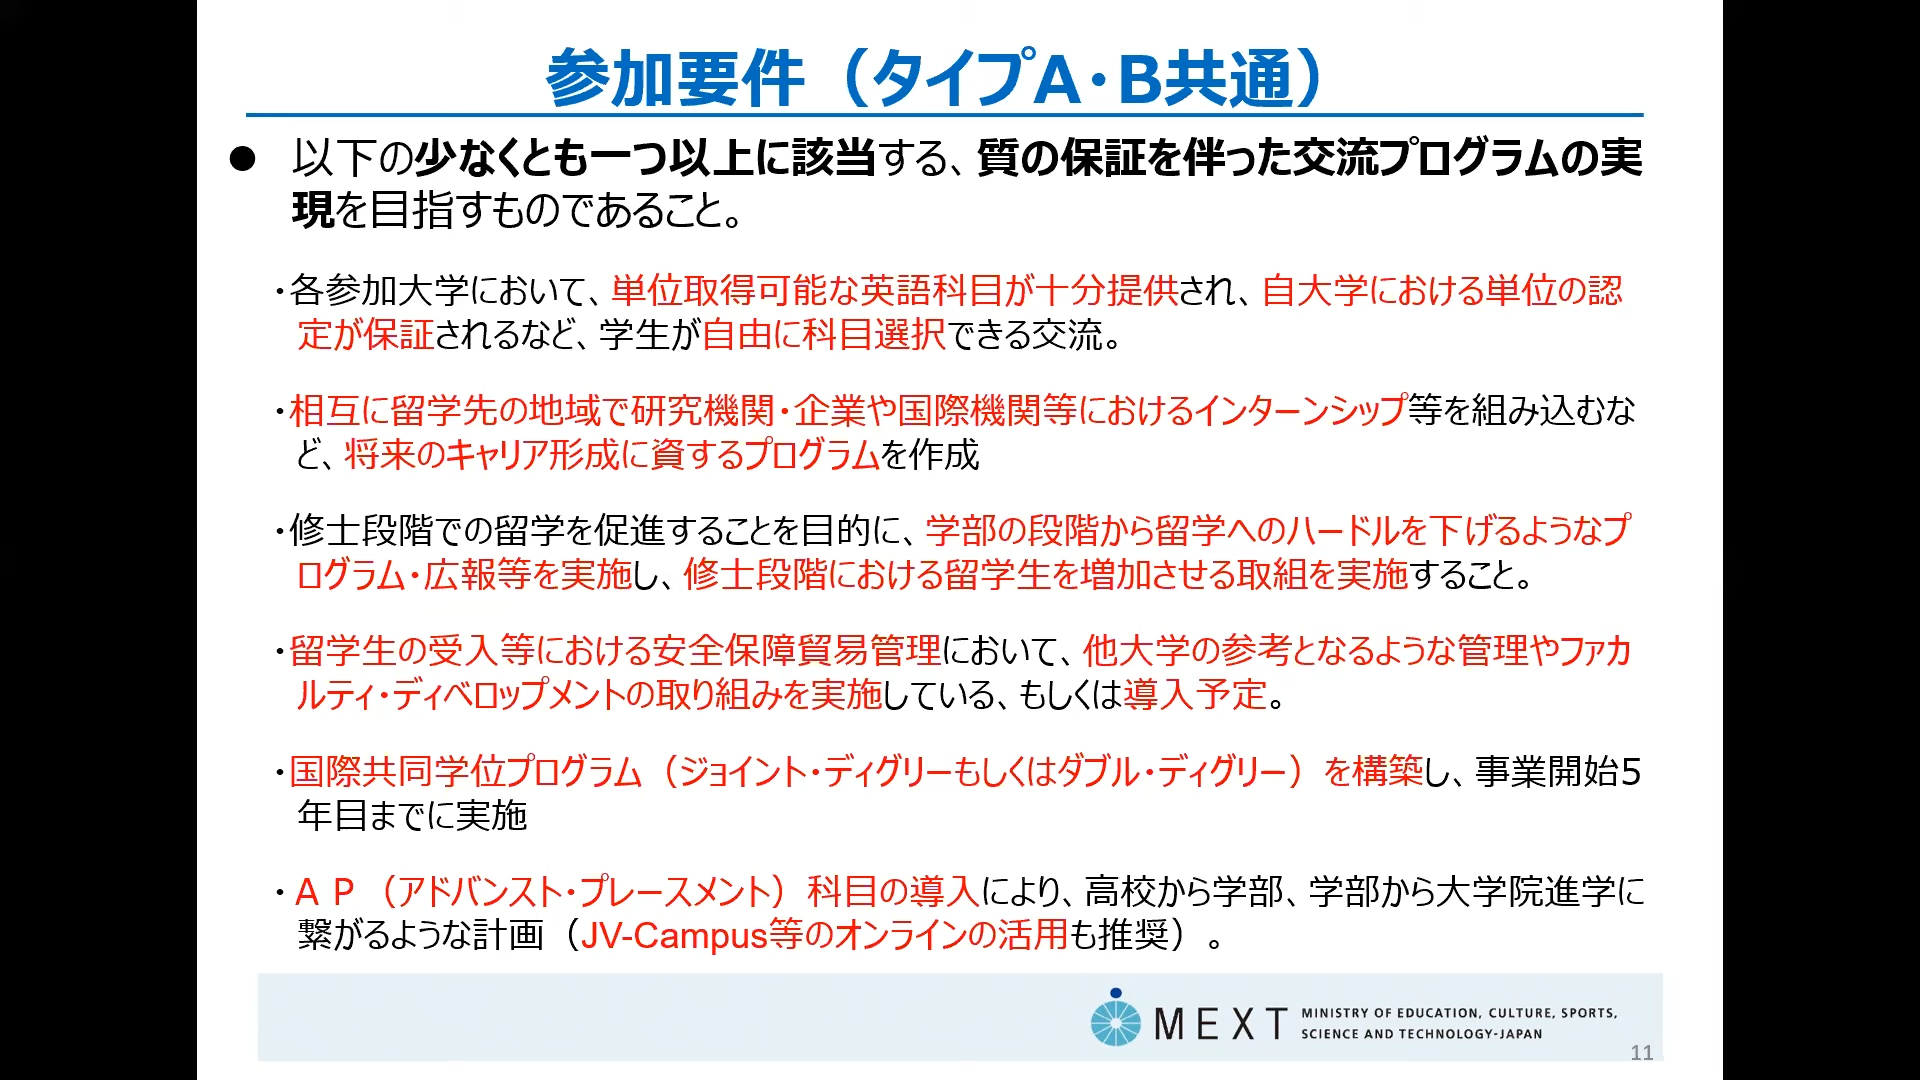 参加要件（タイプA・B共通）
● 以下の少なくとも一つ以上に該当する、質の保証を伴った交流プログラムの実
現を目指すものであること。
・各参加大学において、単位取得可能な英語科目が十分提供され、自大学における単位の認
定が保証されるなど、学生が自由に科目選択できる交流。
・相互に留学先の地域で研究機関・企業や国際機関等におけるインターンシップ等を組み込むな
ど、将来のキャリア形成に資するプログラムを作成
・修士段階での留学を促進することを目的に、学部の段階から留学へのハードルを下げるようなプ
ログラム・広報等を実施し、修士段階における留学生を増加させる取組を実施すること。
・留学生の受入等における安全保障貿易管理において、他大学の参考となるような管理やファカ
ルティ・ディベロップメントの取り組みを実施している、もしくは導入予定。
・国際共同学位プログラム（ジョイント・ディグリーもしくはダブル・ディグリー）を構築し、事業開始5
年目までに実施
・ＡＰ（アドバンスト・プレースメント）科目の導入により、高校から学部、学部から大学院進学に
繋がるような計画（JV-Campus等のオンラインの活用も推奨）。
MEXT
MINISTRY OF EDUCATION, CULTURE, SPORTS,
SCIENCE AND TECHNOLOGY-JAPAN
11